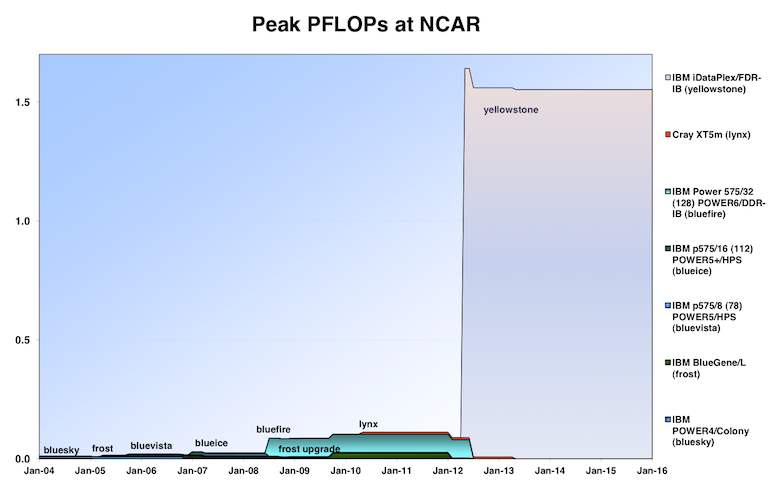 Peak PFLOPs at NCAR
1.5
1.0
0.5
0.0
yellowstone
bluesky
frost
bluevista
blueice
bluefire
frost upgrade
lynx
Jan-04 Jan-05 Jan-06 Jan-07 Jan-08 Jan-09 Jan-10 Jan-11 Jan-12 Jan-13 Jan-14 Jan-15 Jan-16
IBM iDataPlex/FDR-
IB (yellowstone)
Cray XT5m (lynx)
IBM Power 575/32
(128) POWER6/DDR-
IB (bluefire)
IBM p575/16 (112)
POWER5+/HPS
(blueice)
IBM p575/8 (78)
POWER5/HPS
(bluevista)
IBM BlueGene/L
(frost)
IBM
POWER4/Colony
(bluesky)